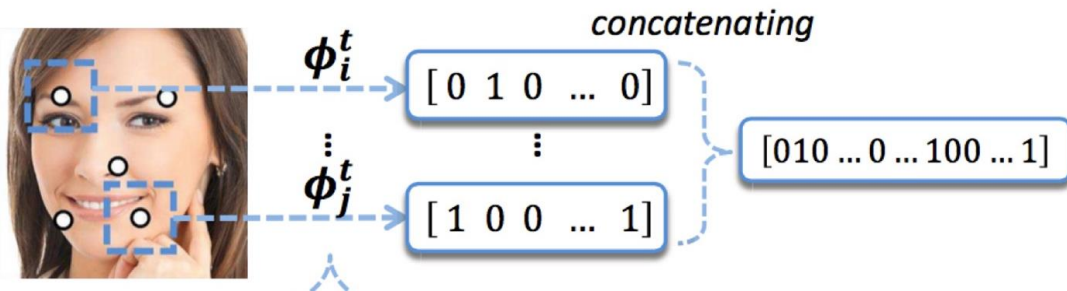 concatenating
ϕ_i^t
[ 0 1 0 ... 0]
⋮ ⋮
[010 ... 0 ... 100 ... 1]
ϕ_j^t
[ 1 0 0 ... 1]